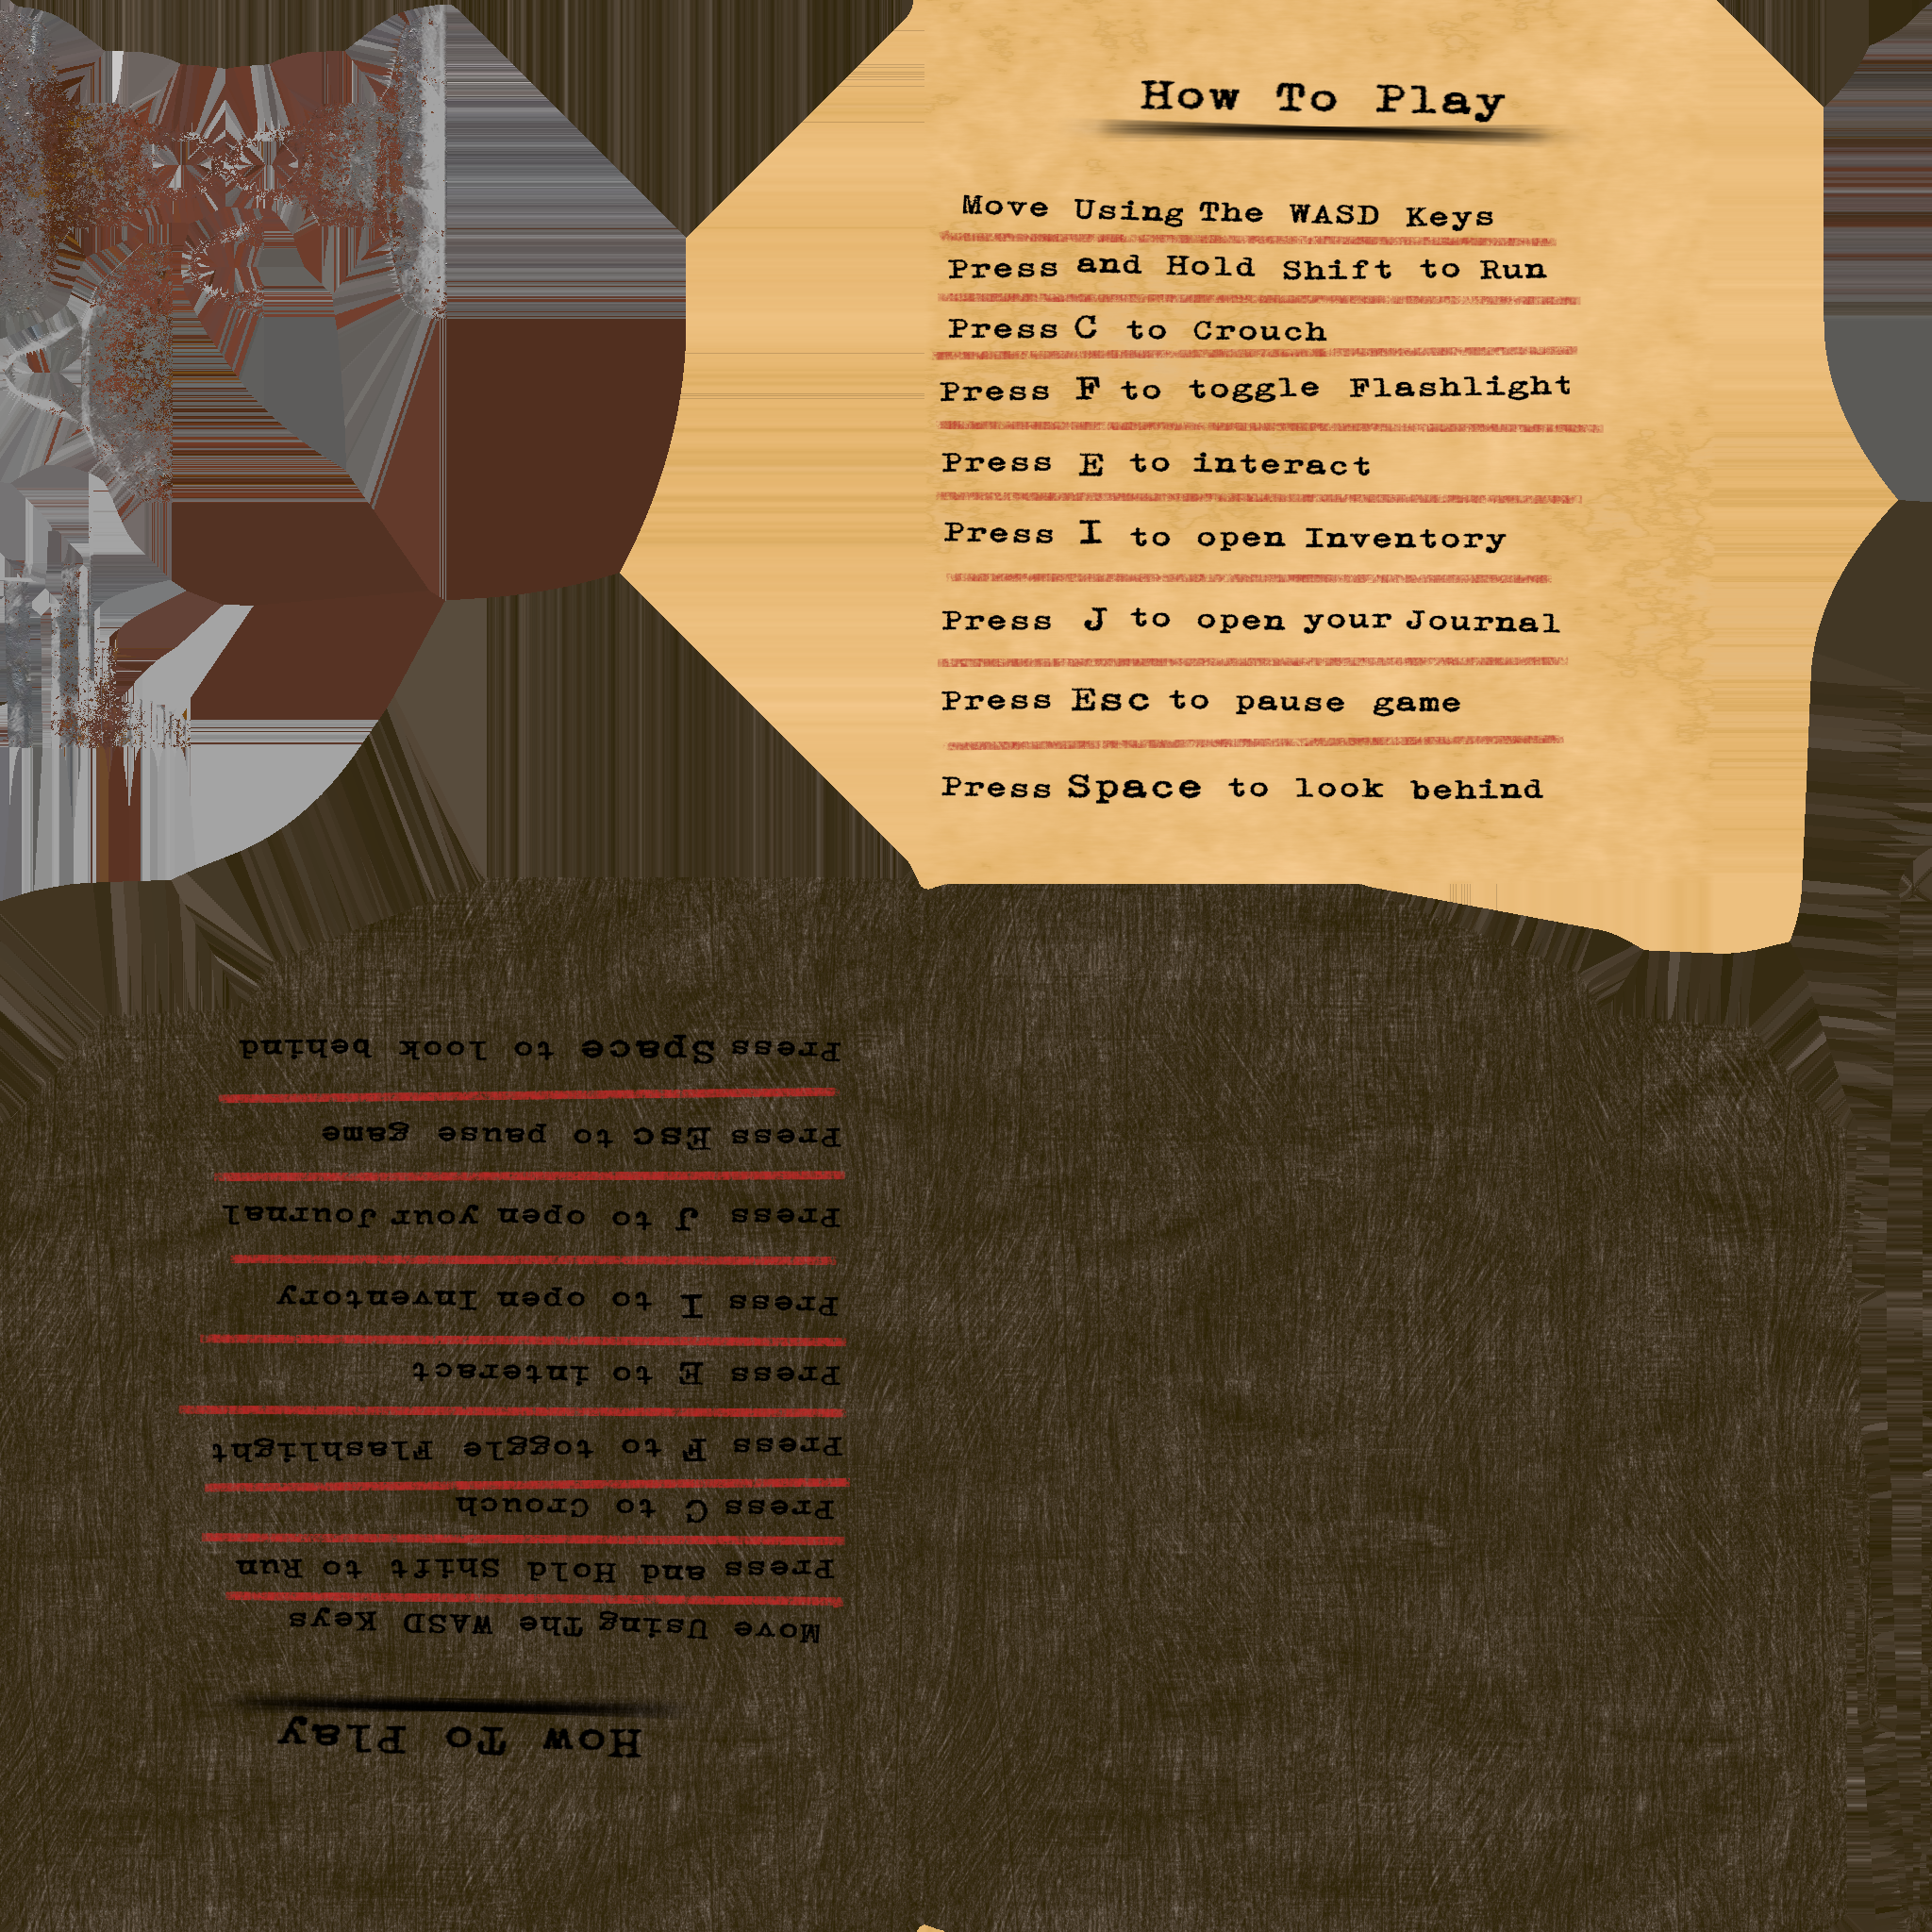 How To Play
Move Using The WASD Keys
Press and Hold Shift to Run
Press C to Crouch
Press F to toggle Flashlight
Press E to interact
Press I to open Inventory
Press J to open your Journal
Press Esc to pause game
Press Space to look behind
How To Play
Move Using The WASD Keys
Press and Hold Shift to Run
Press C to Crouch
Press F to toggle Flashlight
Press E to interact
Press I to open Inventory
Press J to open your Journal
Press Esc to pause game
Press Space to look behind